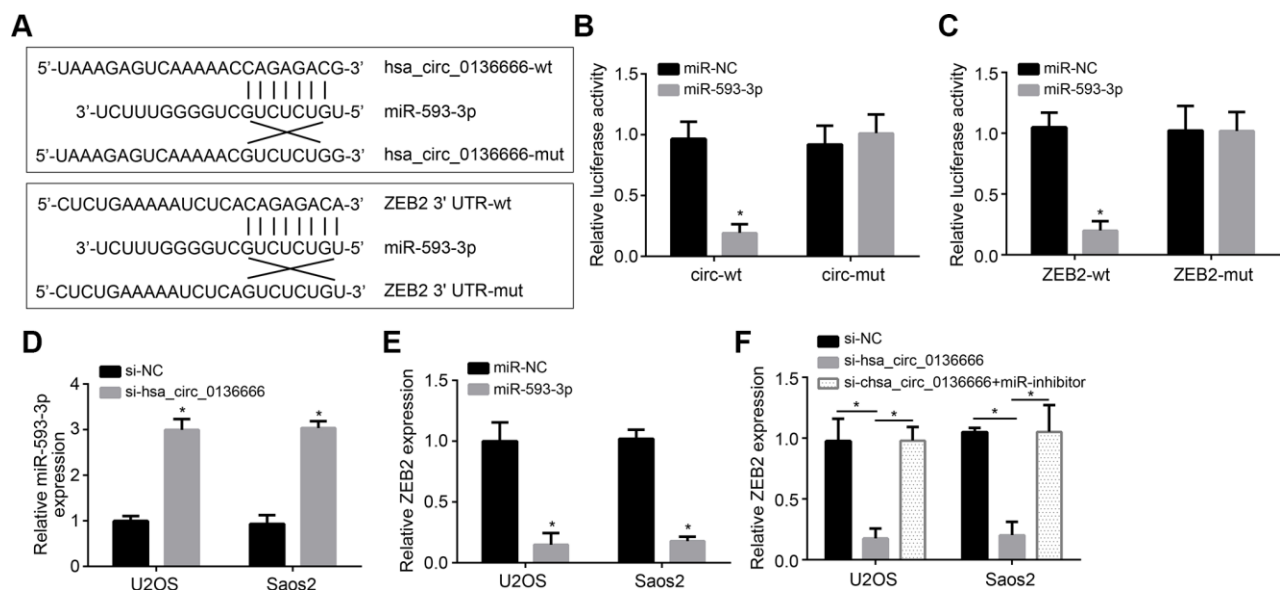 A
5'-UAAAGAGUCAAAAACCAGAGACG-3' hsa_circ_0136666-wt
3'-UCUUUGGGGUCGUCUCUGU-5' miR-593-3p
5'-UAAAGAGUCAAAAACGUCUCUGG-3' hsa_circ_0136666-mut
5'-CUCUGAAAAAUCUCACAGAGACA-3' ZEB2 3' UTR-wt
3'-UCUUUGGGGUCGUCUCUGU-5' miR-593-3p
5'-CUCUGAAAAAUCUCAGUCUCUGU-3' ZEB2 3' UTR-mut
B
miR-NC
miR-593-3p
Relative luciferase activity
1.5
1.0
0.5
0.0
*
circ-wt circ-mut
C
miR-NC
miR-593-3p
Relative luciferase activity
1.5
1.0
0.5
0.0
*
ZEB2-wt ZEB2-mut
D
si-NC
si-hsa_circ_0136666
Relative miR-593-3p
expression
4
3
2
1
0
* *
U2OS Saos2
E
miR-NC
miR-593-3p
Relative ZEB2 expression
1.5
1.0
0.5
0.0
* *
U2OS Saos2
F
si-NC
si-hsa_circ_0136666
si-chsa_circ_0136666+miR-inhibitor
Relative ZEB2 expression
1.5
1.0
0.5
0.0
* * * *
U2OS Saos2